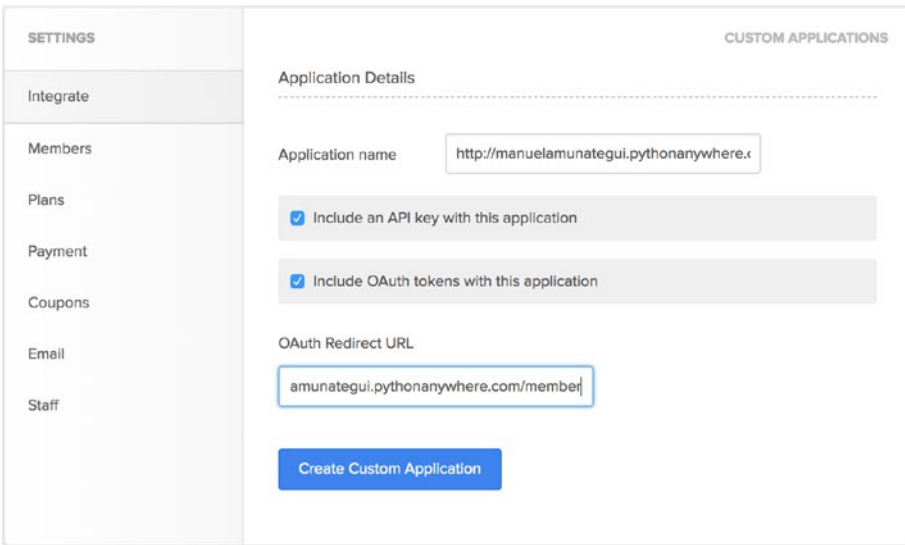 SETTINGS
CUSTOM APPLICATIONS
Integrate
Members
Plans
Payment
Coupons
Email
Staff
Application Details
Application name
http://manuelamunategui.pythonanywhere.c
Include an API key with this application
Include OAuth tokens with this application
OAuth Redirect URL
amunategui.pythonanywhere.com/member
Create Custom Application